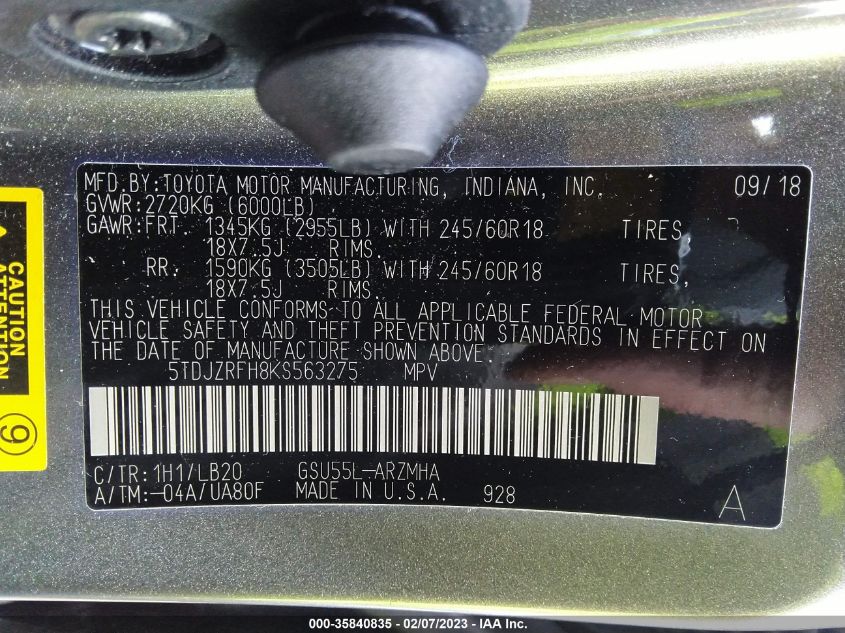 MFD.BY:TOYOTA MOTOR MANUFACTURING, INDIANA, INC. 09/18
GVWR:2720KG (6000LB)
GAWR:FRT. 1345KG (2955LB) WITH 245/60R18 TIRES,
18X7.5J RIMS.
RR. 1590KG (3505LB) WITH 245/60R18 TIRES,
18X7.5J RIMS.
THIS VEHICLE CONFORMS TO ALL APPLICABLE FEDERAL MOTOR
VEHICLE SAFETY AND THEFT PREVENTION STANDARDS IN EFFECT ON
THE DATE OF MANUFACTURE SHOWN ABOVE.
5TDJZRFH8KS563275 MPV
C/TR:1H1/LB20 GSU55L-ARZMHA
A/TM:-04A/UA80F MADE IN U.S.A. 928 A
CAUTION
ATTENTION
9
000-35840835 - 02/07/2023 - IAA Inc.